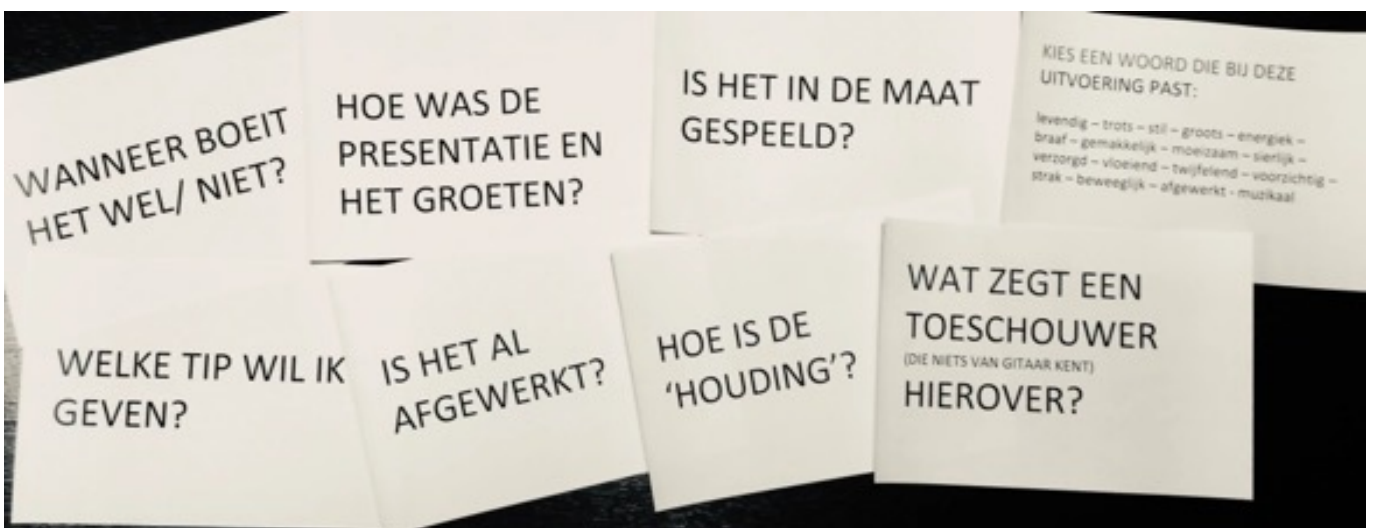 WANNEER BOEIT
HET WEL/ NIET?
HOE WAS DE
PRESENTATIE EN
HET GROETEN?
IS HET IN DE MAAT
GESPEELD?
KIES EEN WOORD DIE BIJ DEZE
UITVOERING PAST:
levendig – trots – stil – groots – energiek –
braaf – gemakkelijk – moeizaam – sierlijk –
verzorgd – vloeiend – twijfelend – voorzichtig –
strak – beweeglijk – afgewerkt - muzikaal
WELKE TIP WIL IK
GEVEN?
IS HET AL
AFGEWERKT?
HOE IS DE
‘HOUDING’?
WAT ZEGT EEN
TOESCHOUWER
(DIE NIETS VAN GITAAR KENT)
HIEROVER?